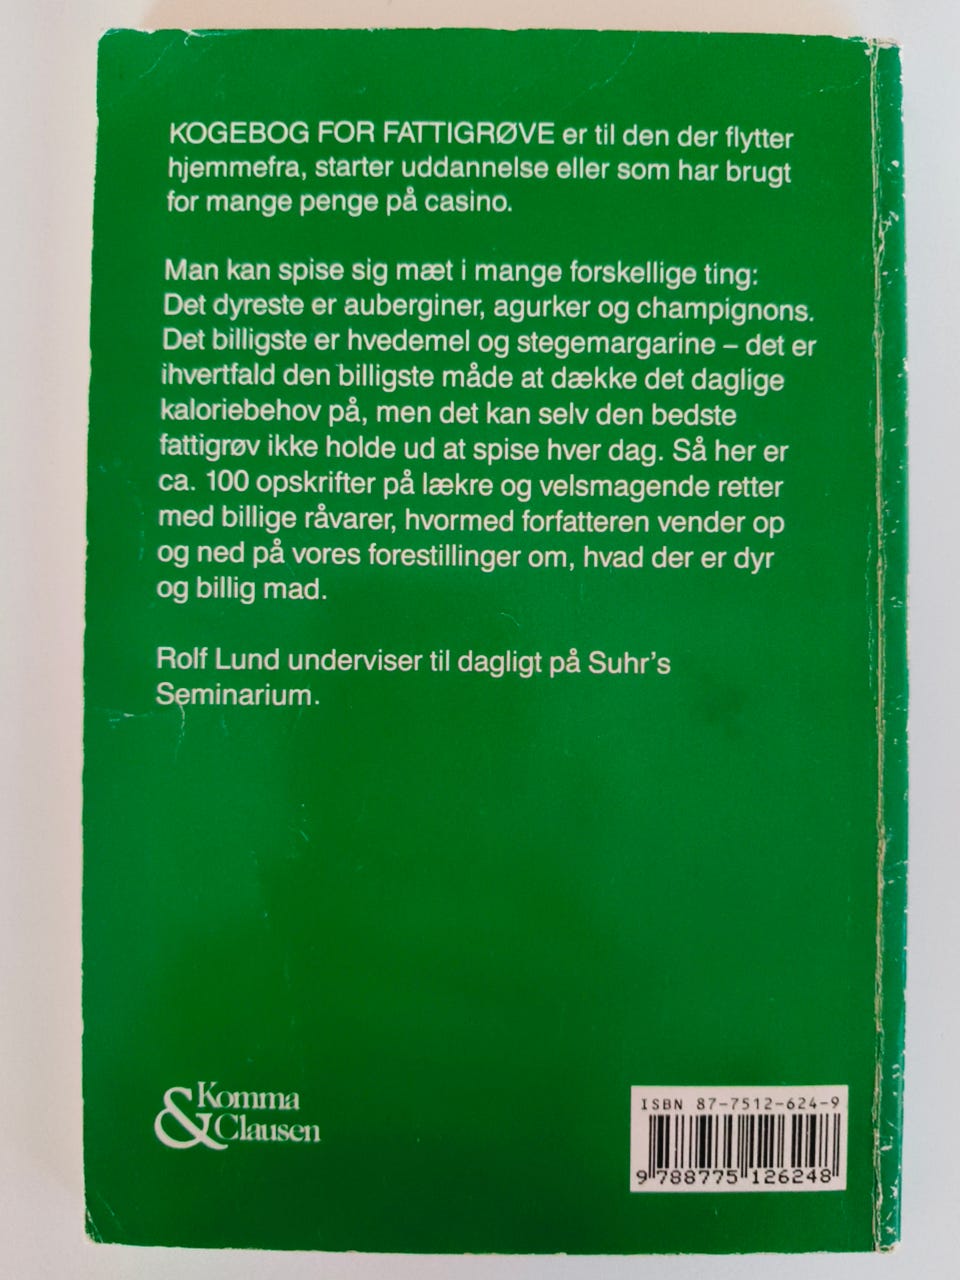 KOGEBOG FOR FATTIGRØVE er til den der flytter
hjemmefra, starter uddannelse eller som har brugt
for mange penge på casino.
Man kan spise sig mæt i mange forskellige ting:
Det dyreste er auberginer, agurker og champignons.
Det billigste er hvedemel og stegemargarine – det er
ihvertfald den billigste måde at dække det daglige
kaloriebehov på, men det kan selv den bedste
fattigrøv ikke holde ud at spise hver dag. Så her er
ca. 100 opskrifter på lækre og velsmagende retter
med billige råvarer, hvormed forfatteren vender op
og ned på vores forestillinger om, hvad der er dyr
og billig mad.
Rolf Lund underviser til dagligt på Suhr's
Seminarium.
Komma
& Clausen
ISBN 87-7512-624-9
9 788775 126248